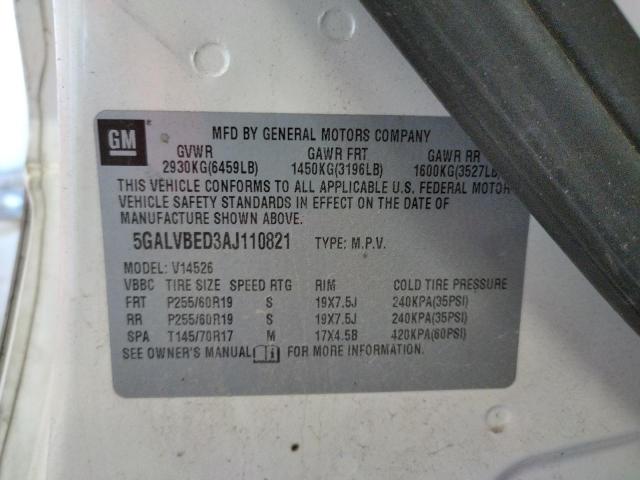 GM
MFD BY GENERAL MOTORS COMPANY
GVWR GAWR FRT GAWR RR
2930KG(6459LB) 1450KG(3196LB) 1600KG(3527LB)
THIS VEHICLE CONFORMS TO ALL APPLICABLE U.S. FEDERAL MOTOR
VEHICLE SAFETY STANDARDS IN EFFECT ON THE DATE OF
MANUFACTURE SHOWN ABOVE.
5GALVBED3AJ110821 TYPE: M.P.V.
MODEL: V14526
VBBC TIRE SIZE SPEED RTG RIM COLD TIRE PRESSURE
FRT P255/60R19 S 19X7.5J 240KPA(35PSI)
RR P255/60R19 S 19X7.5J 240KPA(35PSI)
SPA T145/70R17 M 17X4.5B 420KPA(60PSI)
SEE OWNER'S MANUAL FOR MORE INFORMATION.